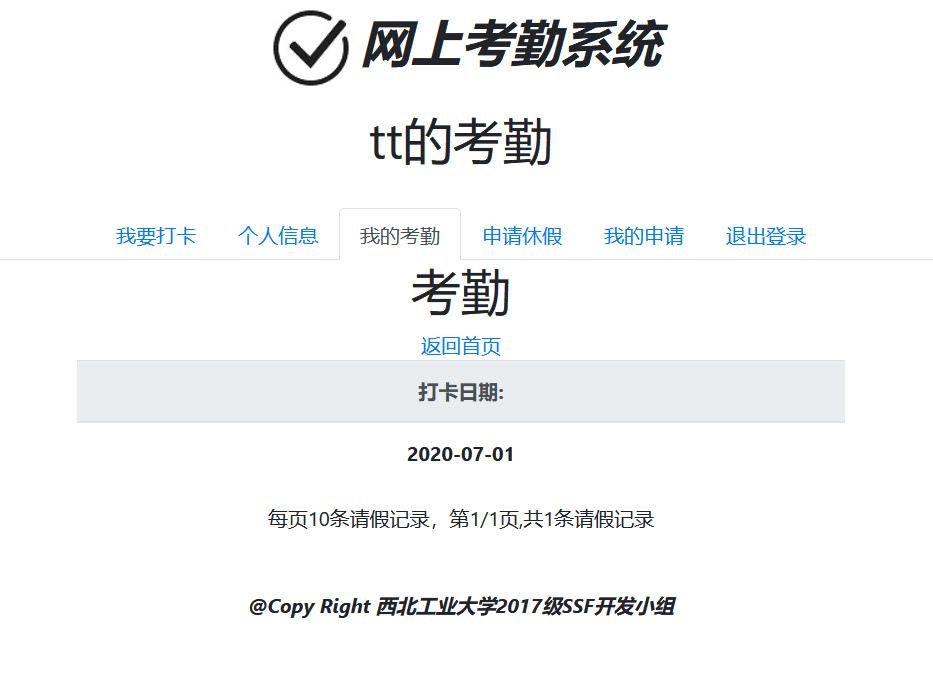 网上考勤系统
tt的考勤
我要打卡 个人信息 我的考勤 申请休假 我的申请 退出登录
考勤
返回首页
打卡日期:
2020-07-01
每页10条请假记录，第1/1页,共1条请假记录
@Copy Right 西北工业大学2017级SSF开发小组